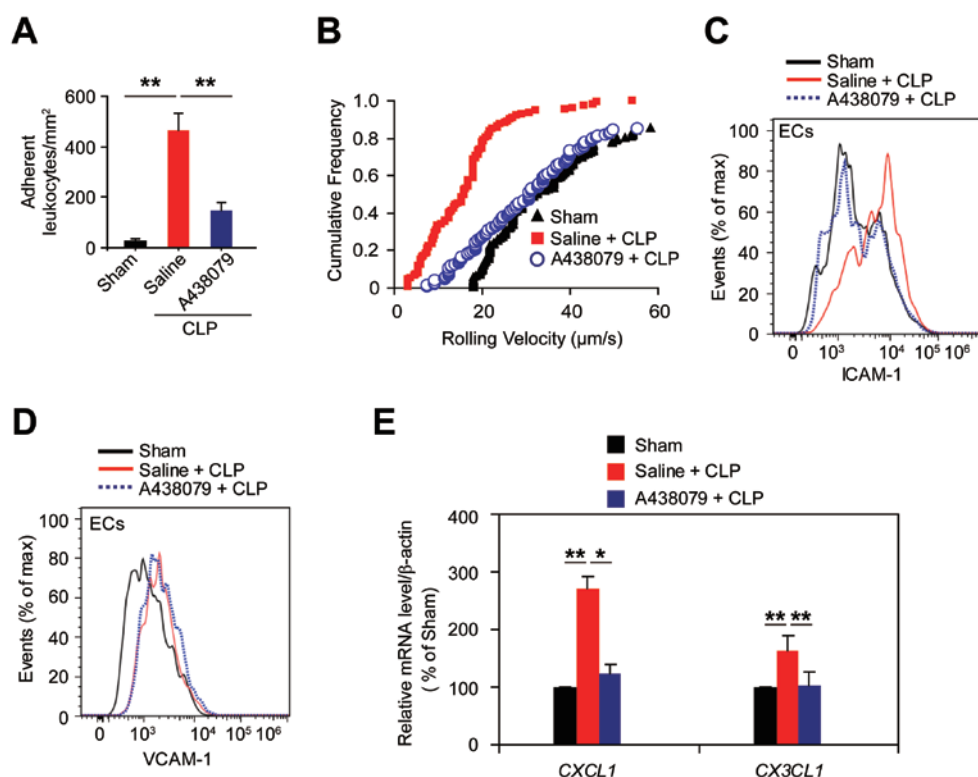 A
** **
Adherent
leukocytes/mm²
600
400
200
0
Sham
Saline
A438079
CLP
B
Cumulative Frequency
1.0
0.8
0.6
0.4
0.2
0
Sham
Saline + CLP
A438079 + CLP
0 20 40 60
Rolling Velocity (µm/s)
C
Sham
Saline + CLP
A438079 + CLP
ECs
Events (% of max)
100
80
60
40
20
0
0 10³ 10⁴ 10⁵ 10⁶
ICAM-1
D
Sham
Saline + CLP
A438079 + CLP
ECs
Events (% of max)
100
80
60
40
20
0
0 10³ 10⁴ 10⁵ 10⁶
VCAM-1
E
Sham
Saline + CLP
A438079 + CLP
Relative mRNA level/β-actin
( % of Sham)
400
300
200
100
0
** *
** **
CXCL1 CX3CL1